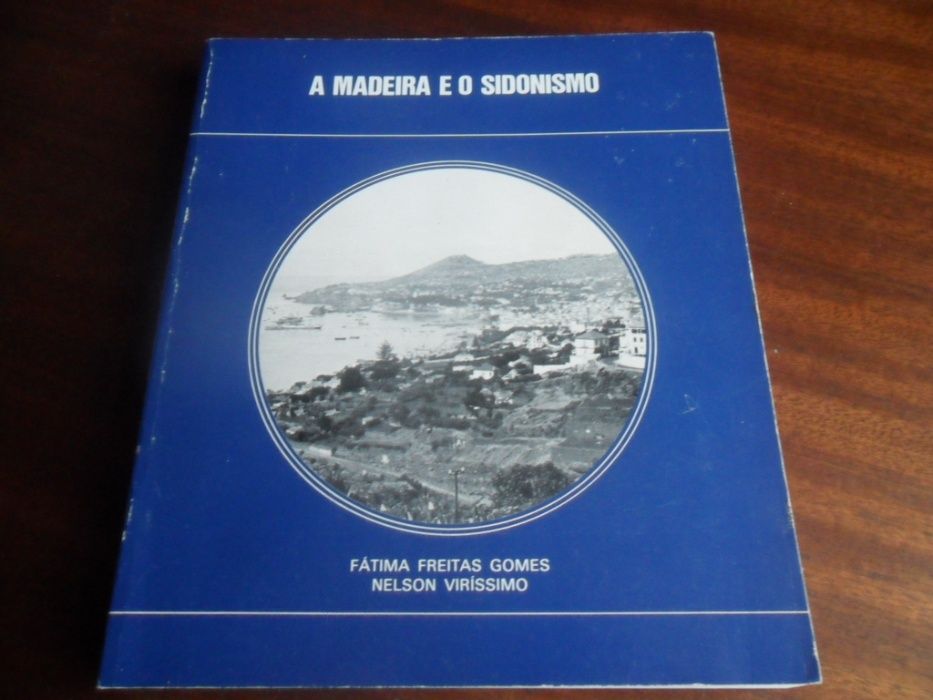 A MADEIRA E O SIDONISMO
FÁTIMA FREITAS GOMES
NELSON VIRÍSSIMO